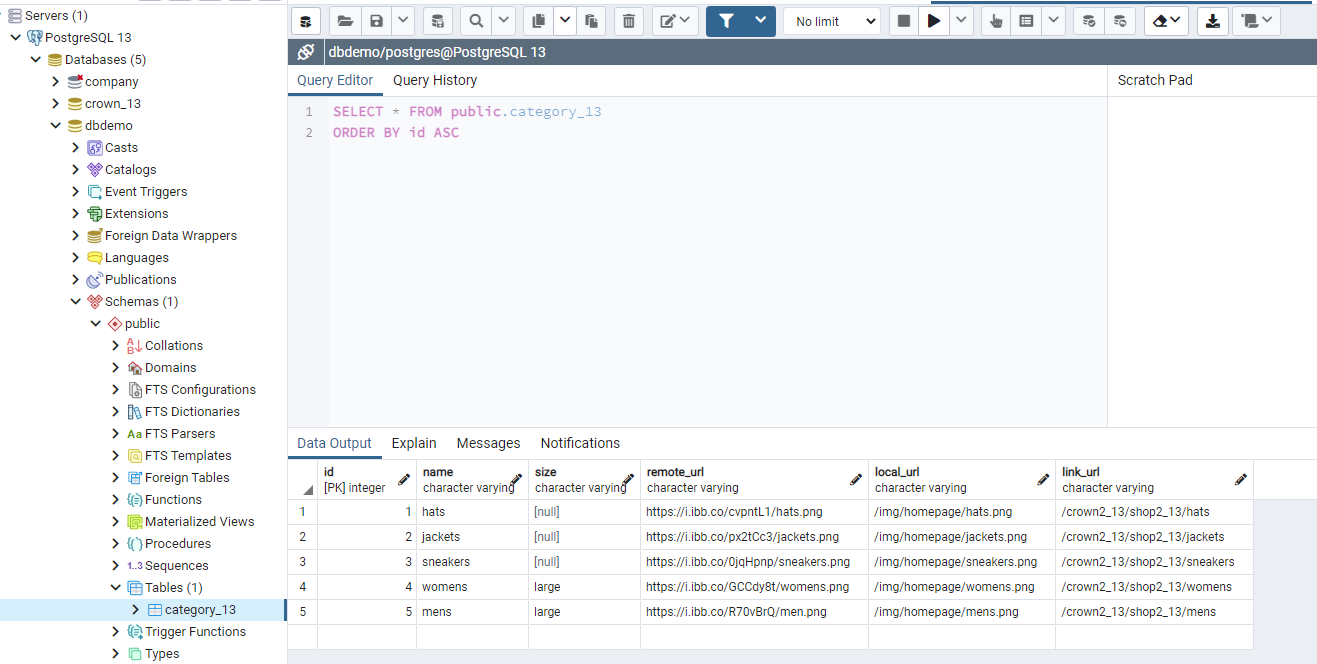 Servers (1)
PostgreSQL 13
Databases (5)
company
crown_13
dbdemo
Casts
Catalogs
Event Triggers
Extensions
Foreign Data Wrappers
Languages
Publications
Schemas (1)
public
Collations
Domains
FTS Configurations
FTS Dictionaries
Aa FTS Parsers
FTS Templates
Foreign Tables
Functions
Materialized Views
Procedures
1..3 Sequences
Tables (1)
category_13
Trigger Functions
Types
No limit
dbdemo/postgres@PostgreSQL 13
Query Editor Query History Scratch Pad
1 SELECT * FROM public.category_13
2 ORDER BY id ASC
Data Output Explain Messages Notifications
id name size remote_url local_url link_url
[PK] integer character varying character varying character varying character varying character varying
1 1 hats [null] https://i.ibb.co/cvpntL1/hats.png /img/homepage/hats.png /crown2_13/shop2_13/hats
2 2 jackets [null] https://i.ibb.co/px2tCc3/jackets.png /img/homepage/jackets.png /crown2_13/shop2_13/jackets
3 3 sneakers [null] https://i.ibb.co/0jqHpnp/sneakers.png /img/homepage/sneakers.png /crown2_13/shop2_13/sneakers
4 4 womens large https://i.ibb.co/GCCdy8t/womens.png /img/homepage/womens.png /crown2_13/shop2_13/womens
5 5 mens large https://i.ibb.co/R70vBrQ/men.png /img/homepage/mens.png /crown2_13/shop2_13/mens